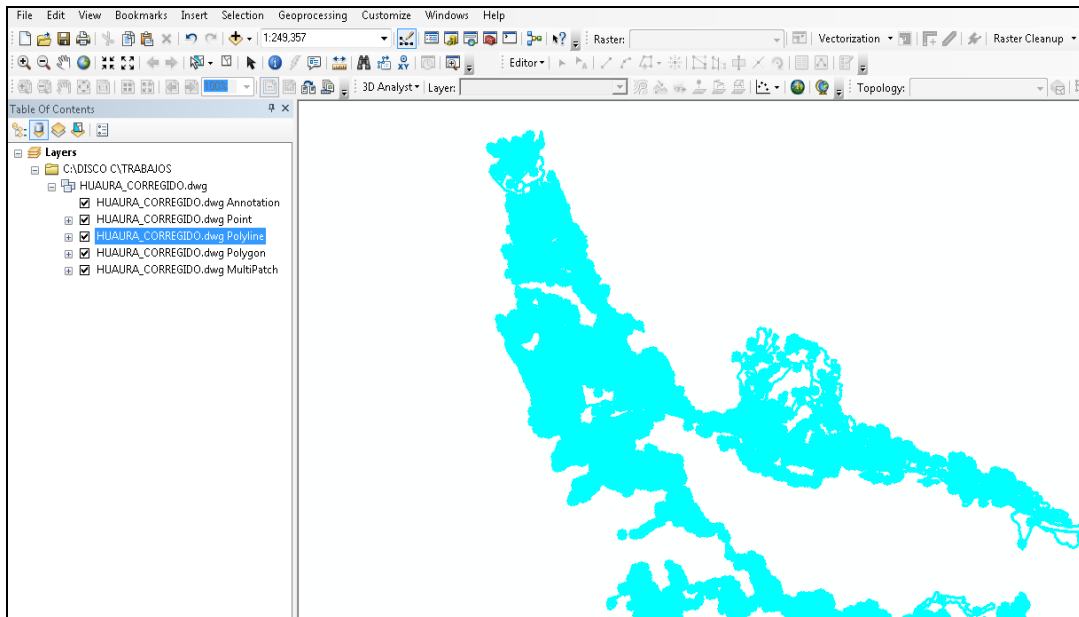 File Edit View Bookmarks Insert Selection Geoprocessing Customize Windows Help
1:249,357 Raster: Vectorization Raster Cleanup
Editor
100% 3D Analyst Layer: Topology:
Table Of Contents
Layers
C:\DISCO C\TRABAJOS
HUAURA_CORREGIDO.dwg
HUAURA_CORREGIDO.dwg Annotation
HUAURA_CORREGIDO.dwg Point
HUAURA_CORREGIDO.dwg Polyline
HUAURA_CORREGIDO.dwg Polygon
HUAURA_CORREGIDO.dwg MultiPatch